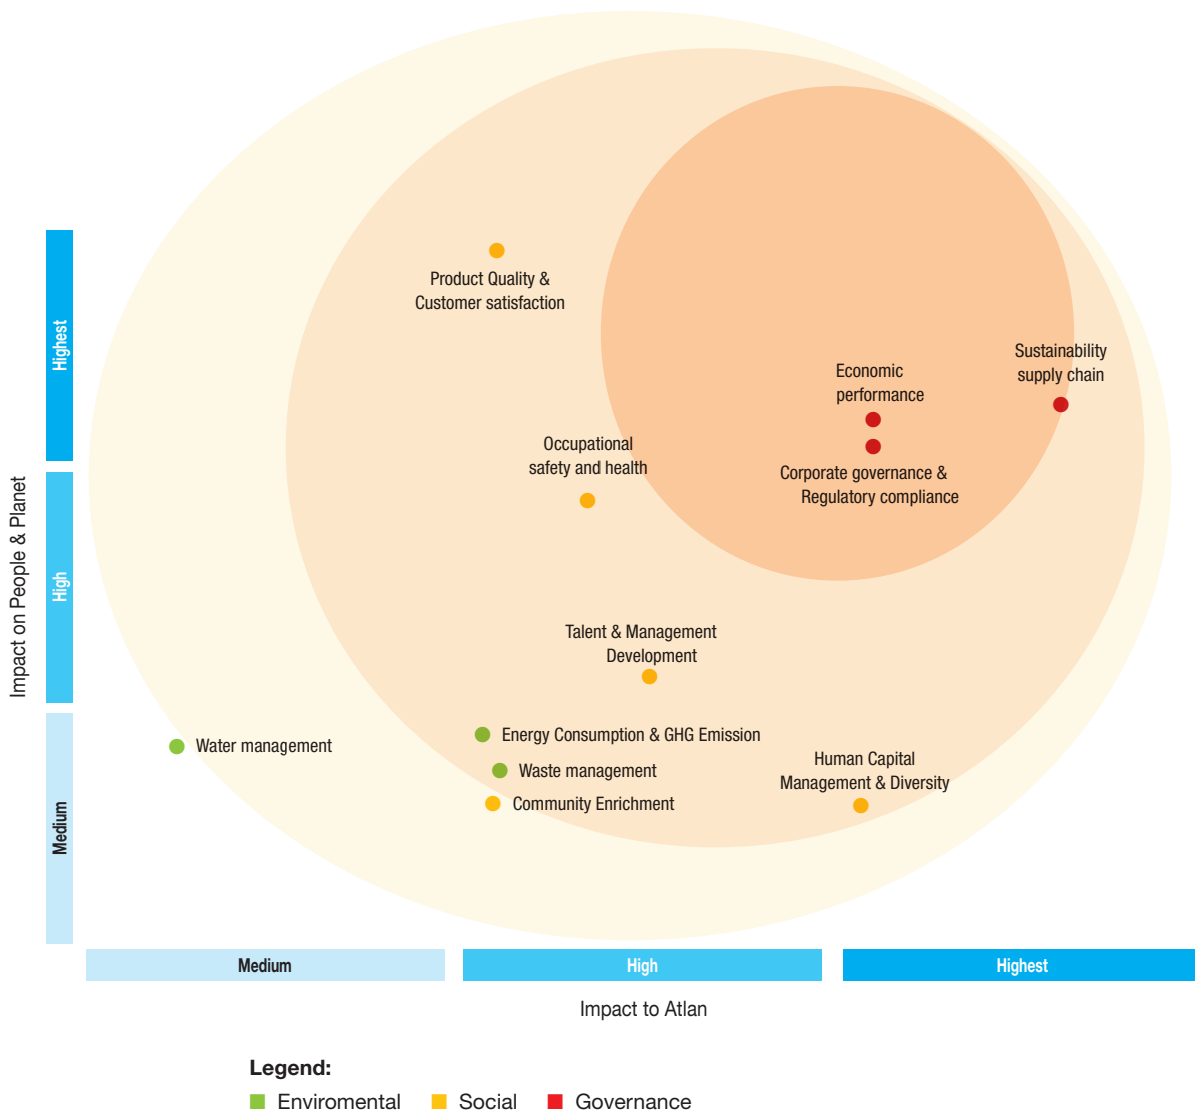 Impact on People & Planet
Highest
High
Medium
Product Quality &
Customer satisfaction
Sustainability
supply chain
Economic
performance
Corporate governance &
Regulatory compliance
Occupational
safety and health
Talent & Management
Development
Energy Consumption & GHG Emission
Water management
Waste management
Human Capital
Management & Diversity
Community Enrichment
Medium
High
Highest
Impact to Atlan
Legend:
Enviromental
Social
Governance